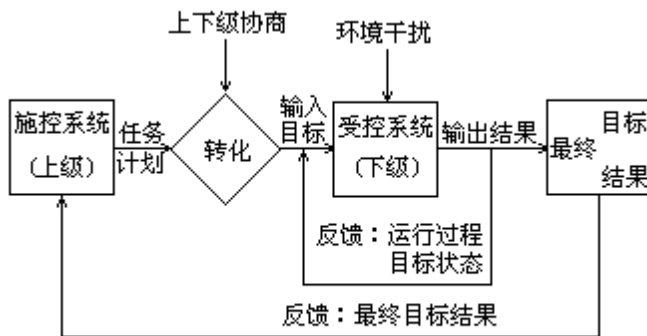 上下级协商
环境干扰
施控系统
(上级)
任务
计划
转化
输入
目标
受控系统
(下级)
输出结果
目标
最终
结果
反馈：运行过程
目标状态
反馈：最终目标结果